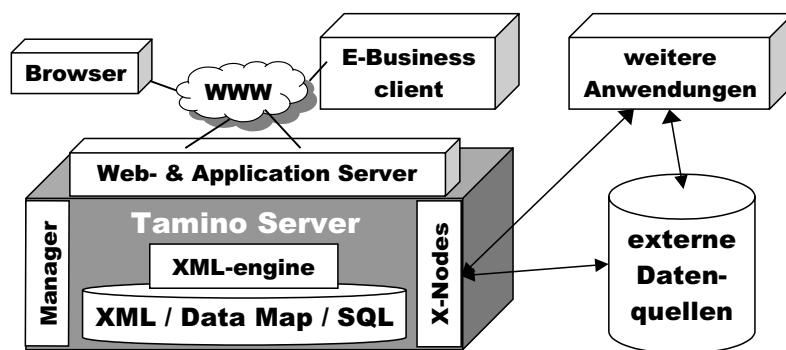 Browser
WWW
E-Business
client
weitere
Anwendungen
Web- & Application Server
Tamino Server
Manager
XML-engine
XML / Data Map / SQL
X-Nodes
externe
Daten-
quellen